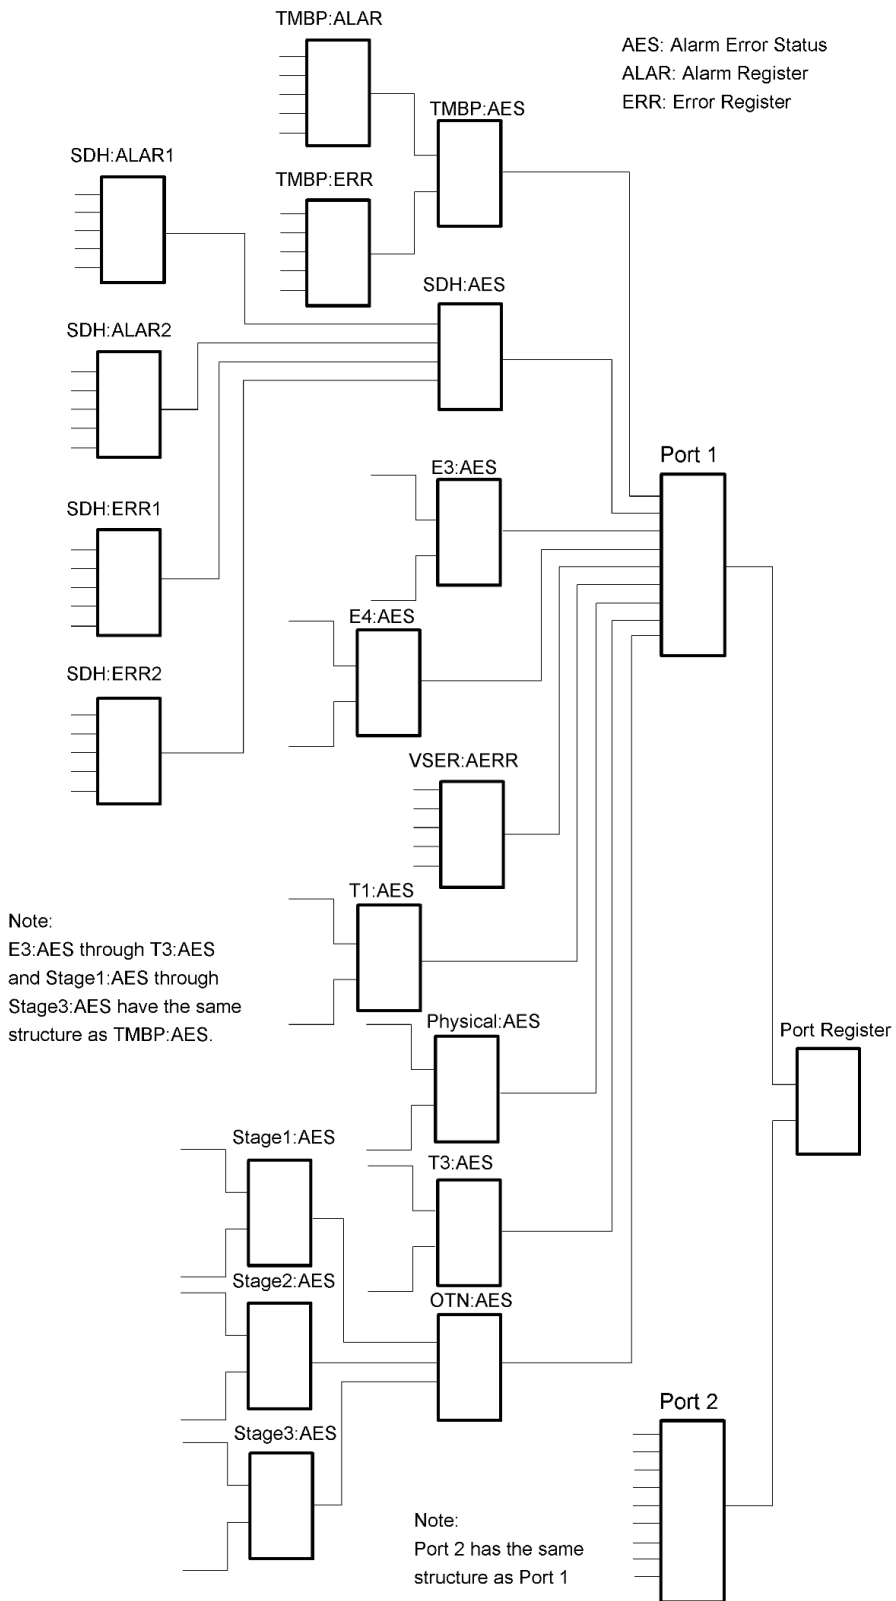 TMBP:ALAR
AES: Alarm Error Status
ALAR: Alarm Register
ERR: Error Register
TMBP:AES
SDH:ALAR1
TMBP:ERR
SDH:AES
SDH:ALAR2
Port 1
E3:AES
SDH:ERR1
E4:AES
SDH:ERR2
VSER:AERR
T1:AES
Note:
E3:AES through T3:AES
and Stage1:AES through
Stage3:AES have the same
structure as TMBP:AES.
Physical:AES
Port Register
Stage1:AES
T3:AES
Stage2:AES
OTN:AES
Port 2
Stage3:AES
Note:
Port 2 has the same
structure as Port 1